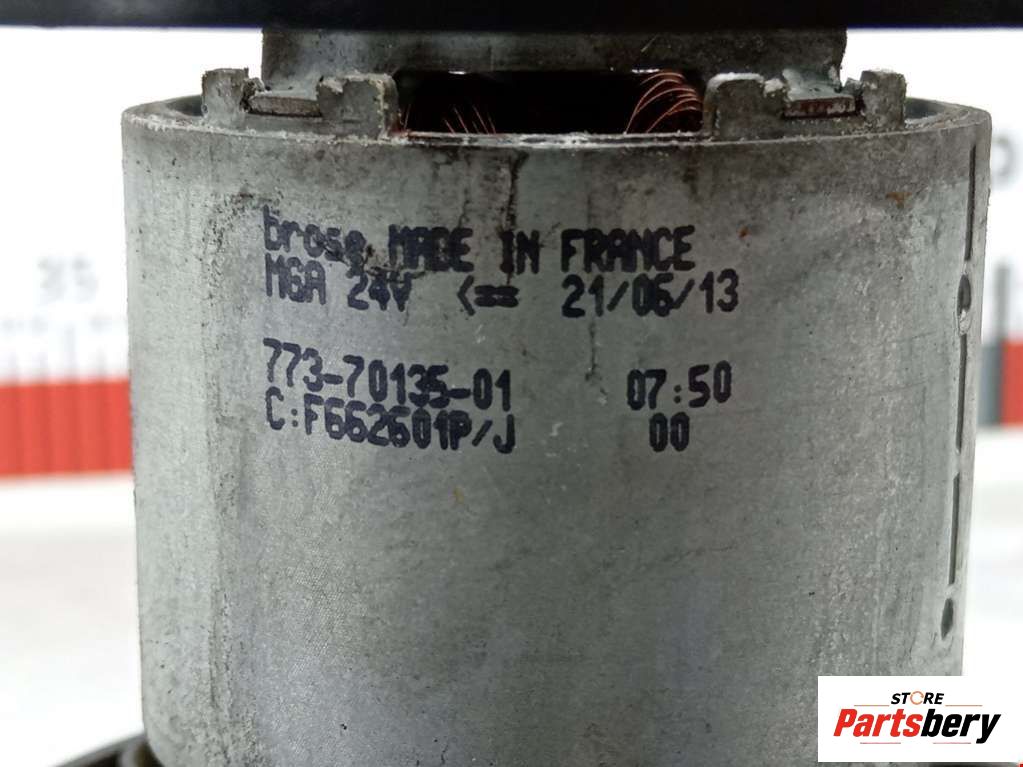 brose MADE IN FRANCE
MGA 24V <== 21/06/13
773-70135-01 07:50
C:F662601P/J 00
STORE
Partsbery